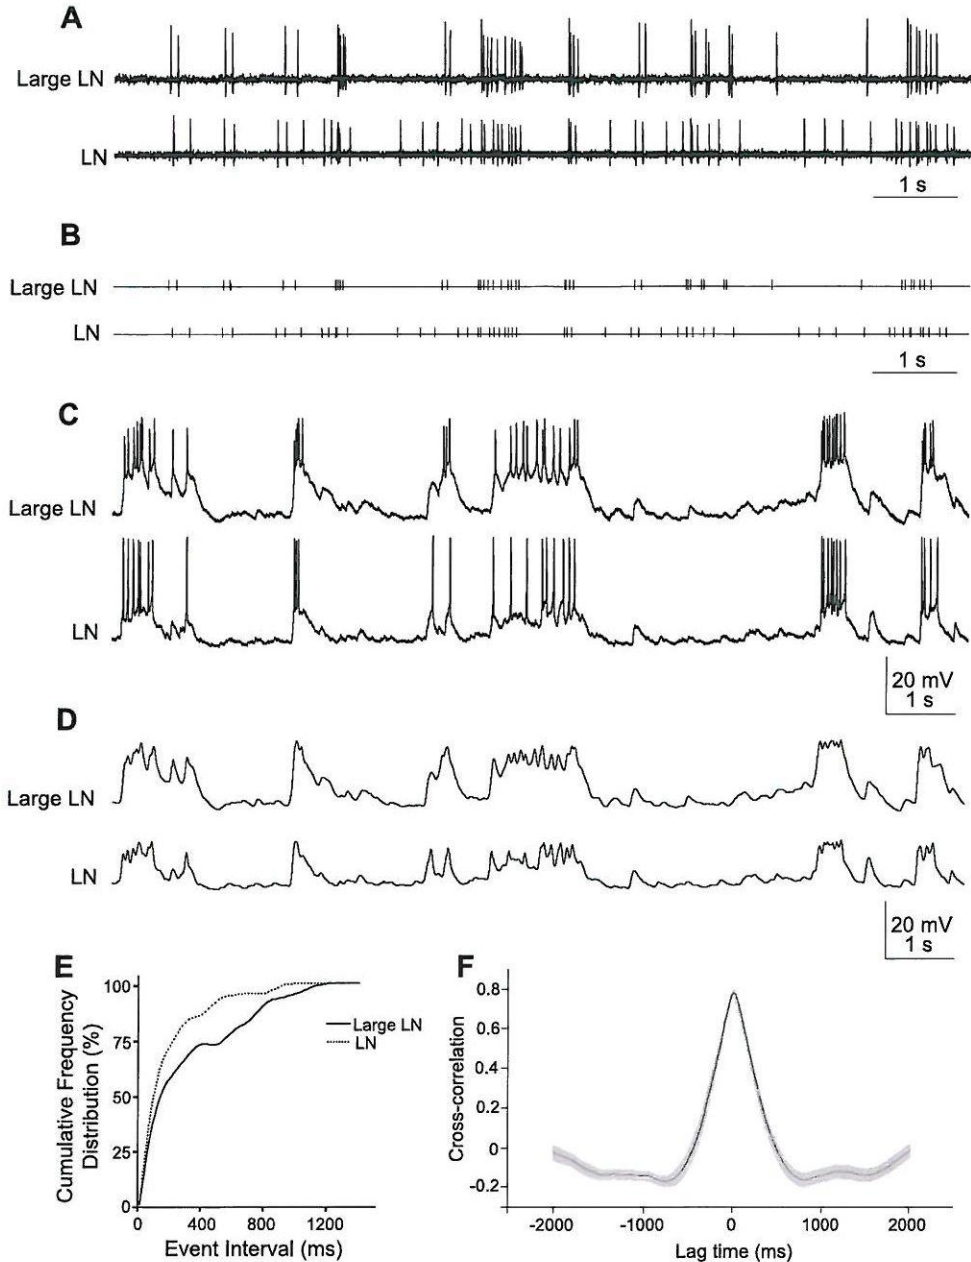 A
Large LN
LN
1 s
B
Large LN
LN
1 s
C
Large LN
LN
20 mV
1 s
D
Large LN
LN
20 mV
1 s
E
Cumulative Frequency
Distribution (%)
100
75
50
25
0
Large LN
LN
0 400 800 1200
Event Interval (ms)
F
Cross-correlation
0.8
0.6
0.4
0.2
0
-0.2
-2000 -1000 0 1000 2000
Lag time (ms)